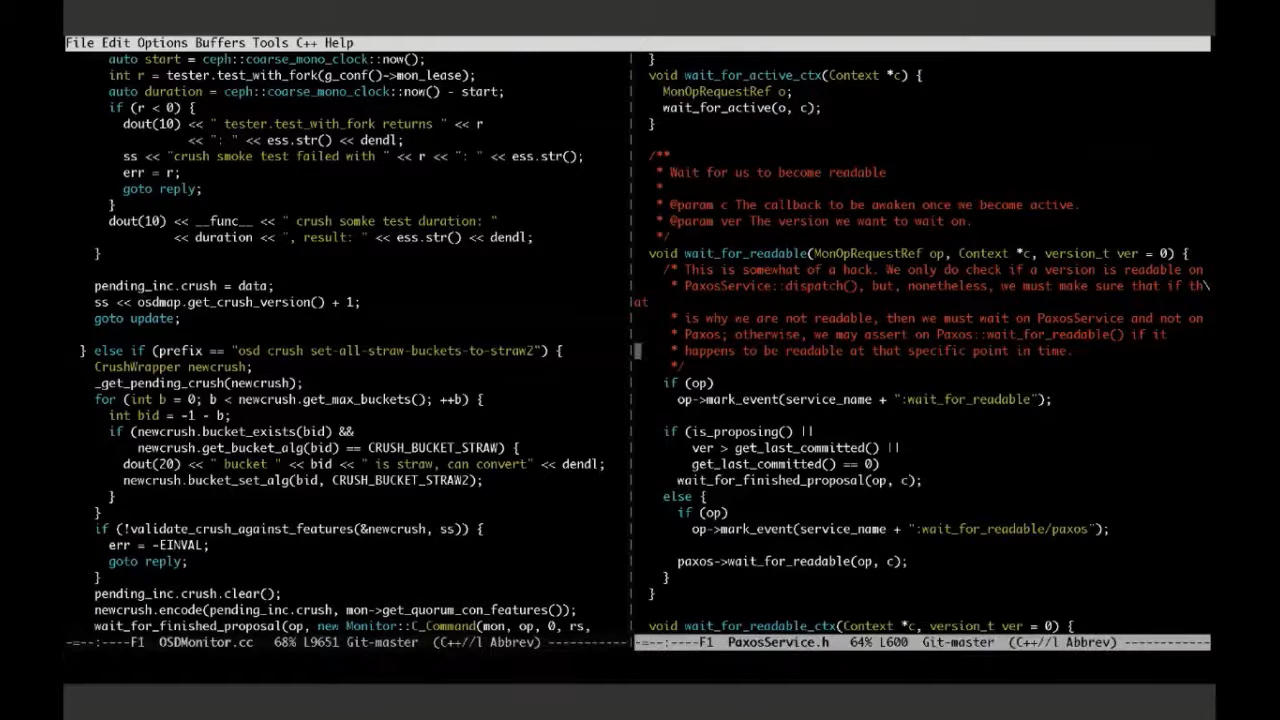 File Edit Options Buffers Tools C++ Help
auto start = ceph::coarse_mono_clock::now();
int r = tester.test_with_fork(g_conf()->mon_lease);
auto duration = ceph::coarse_mono_clock::now() - start;
if (r < 0) {
dout(10) << " tester.test_with_fork returns " << r
<< ": " << ess.str() << dendl;
ss << "crush smoke test failed with " << r << ": " << ess.str();
err = r;
goto reply;
}
dout(10) << __func__ << " crush somke test duration: "
<< duration << ", result: " << ess.str() << dendl;
}
pending_inc.crush = data;
ss << osdmap.get_crush_version() + 1;
goto update;
} else if (prefix == "osd crush set-all-straw-buckets-to-straw2") {
CrushWrapper newcrush;
_get_pending_crush(newcrush);
for (int b = 0; b < newcrush.get_max_buckets(); ++b) {
int bid = -1 - b;
if (newcrush.bucket_exists(bid) &&
newcrush.get_bucket_alg(bid) == CRUSH_BUCKET_STRAW) {
dout(20) << " bucket " << bid << " is straw, can convert" << dendl;
newcrush.bucket_set_alg(bid, CRUSH_BUCKET_STRAW2);
}
}
if (!validate_crush_against_features(&newcrush, ss)) {
err = -EINVAL;
goto reply;
}
pending_inc.crush.clear();
newcrush.encode(pending_inc.crush, mon->get_quorum_con_features());
wait_for_finished_proposal(op, new Monitor::C_Command(mon, op, 0, rs,
-=--:----F1 OSDMonitor.cc 68% L9651 Git-master (C++//l Abbrev) -----------
}
void wait_for_active_ctx(Context *c) {
MonOpRequestRef o;
wait_for_active(o, c);
}
/**
* Wait for us to become readable
*
* @param c The callback to be awaken once we become active.
* @param ver The version we want to wait on.
*/
void wait_for_readable(MonOpRequestRef op, Context *c, version_t ver = 0) {
/* This is somewhat of a hack. We only do check if a version is readable on
* PaxosService::dispatch(), but, nonetheless, we must make sure that if th\
at
* is why we are not readable, then we must wait on PaxosService and not on
* Paxos; otherwise, we may assert on Paxos::wait_for_readable() if it
* happens to be readable at that specific point in time.
*/
if (op)
op->mark_event(service_name + ":wait_for_readable");
if (is_proposing() ||
ver > get_last_committed() ||
get_last_committed() == 0)
wait_for_finished_proposal(op, c);
else {
if (op)
op->mark_event(service_name + ":wait_for_readable/paxos");
paxos->wait_for_readable(op, c);
}
}
void wait_for_readable_ctx(Context *c, version_t ver = 0) {
-=--:----F1 PaxosService.h 64% L600 Git-master (C++//l Abbrev) ------------